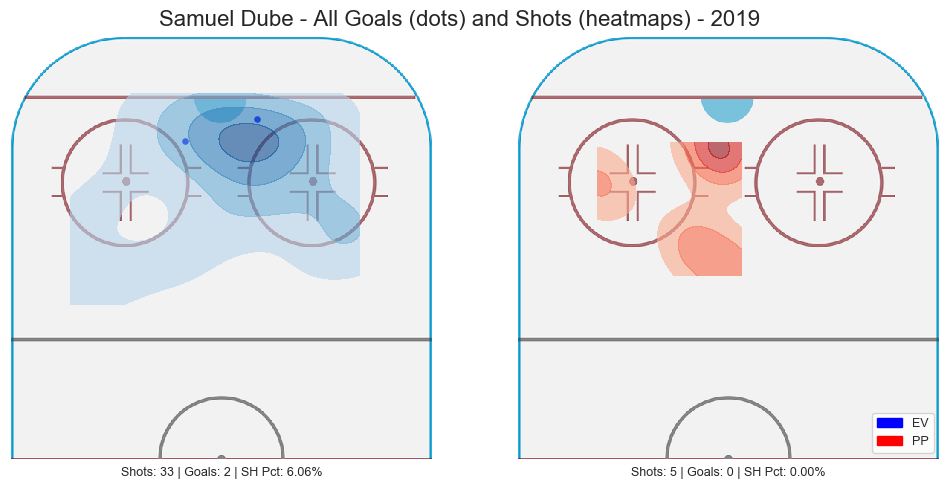 Samuel Dube - All Goals (dots) and Shots (heatmaps) - 2019
EV
PP
Shots: 33 | Goals: 2 | SH Pct: 6.06%
Shots: 5 | Goals: 0 | SH Pct: 0.00%